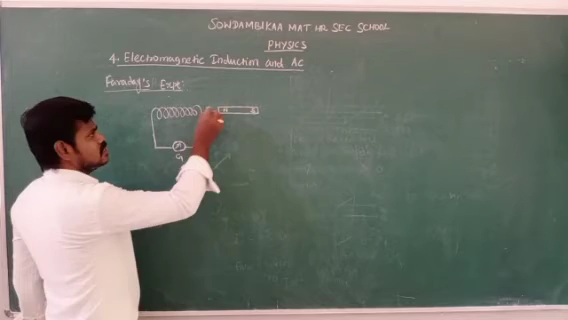 SOWDAMBIKAA MAT HR SEC SCHOOL
PHYSICS
4. Electromagnetic Induction and AC
Faraday's Expt:
G